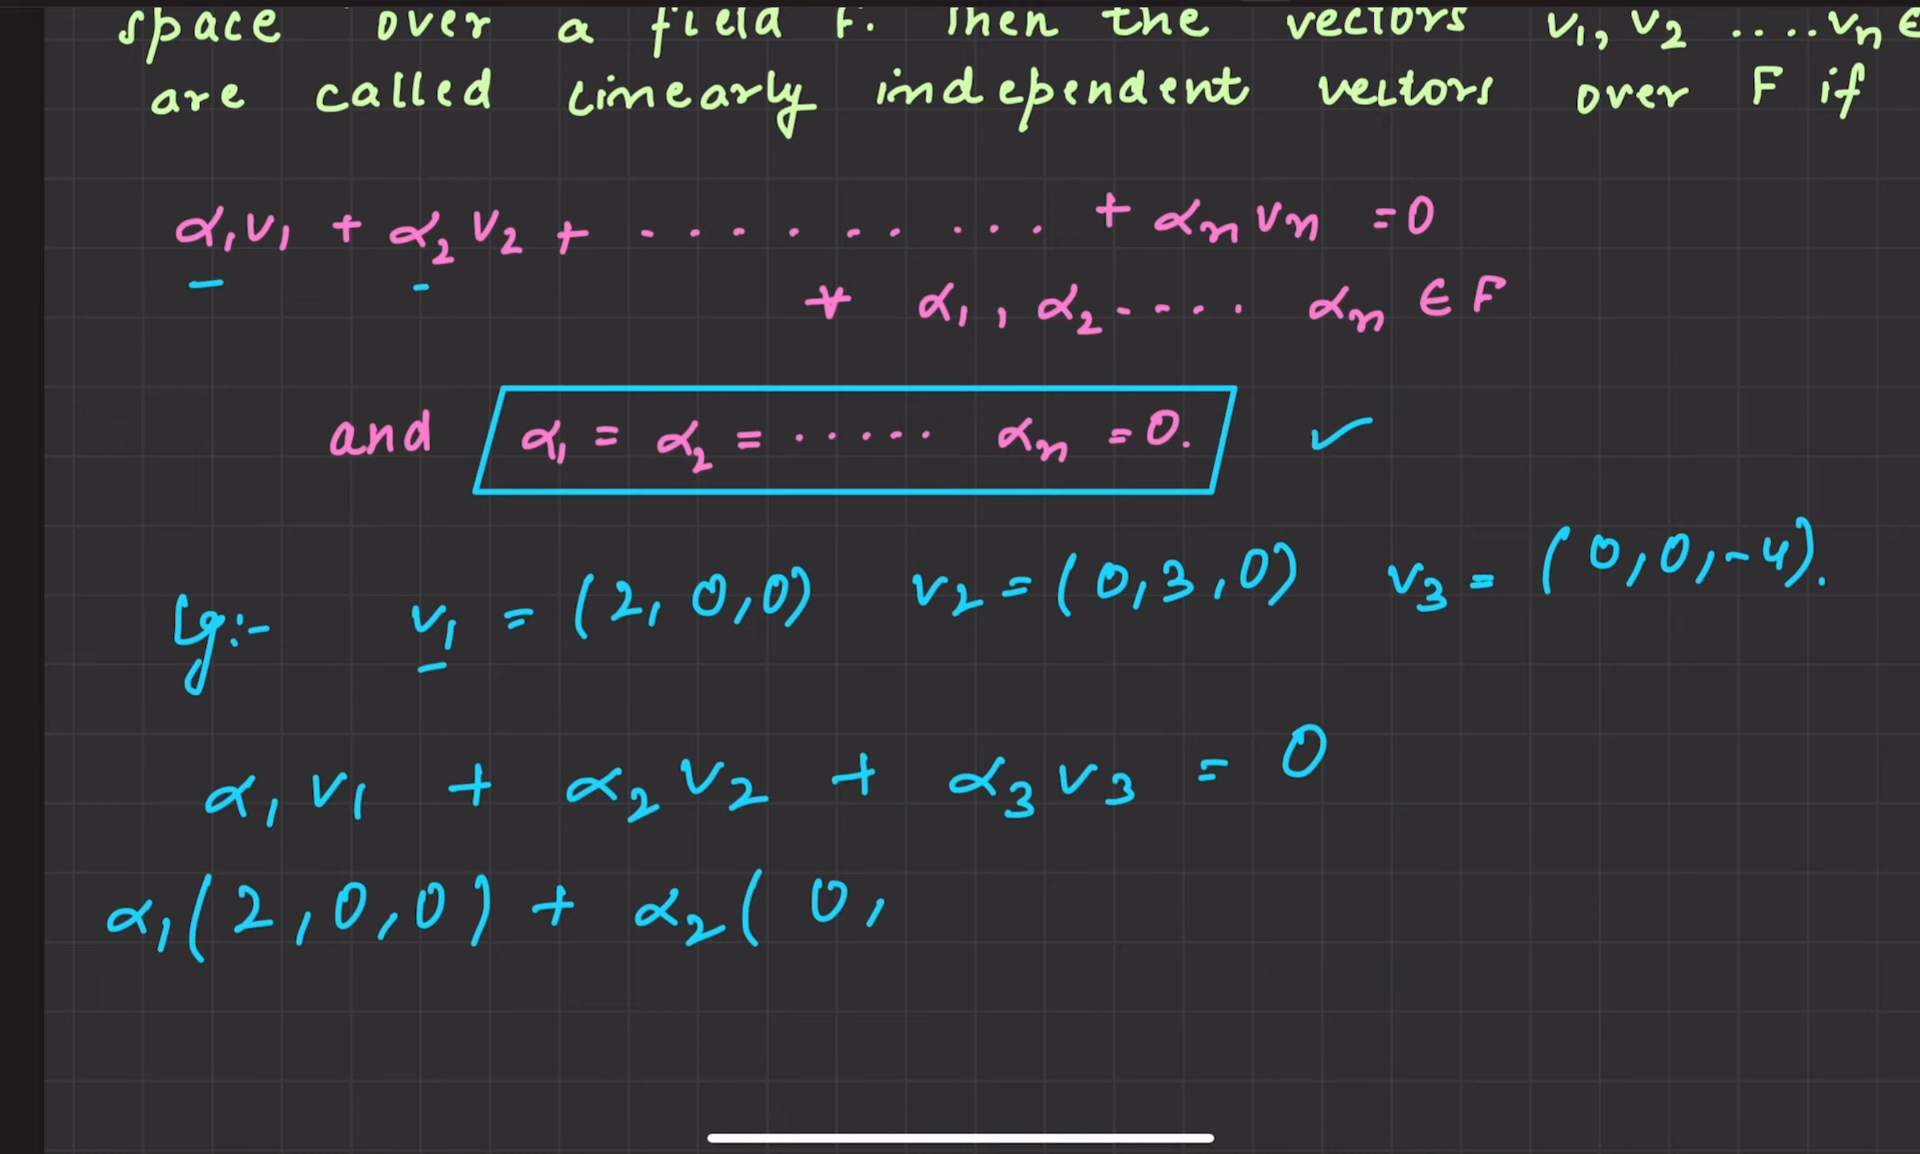 space over a field F. Then the vectors v₁, v₂ ....vₙ ∈
are called linearly independent vectors over F if
α₁v₁ + α₂v₂ + .......... + αₙvₙ = 0
∀ α₁, α₂ ..... αₙ ∈ F
and α₁ = α₂ = ...... αₙ = 0. ✓
Eg:- v₁ = (2, 0,0) v₂ = (0,3,0) v₃ = (0,0,-4).
α₁v₁ + α₂v₂ + α₃v₃ = 0
α₁(2,0,0) + α₂( 0,